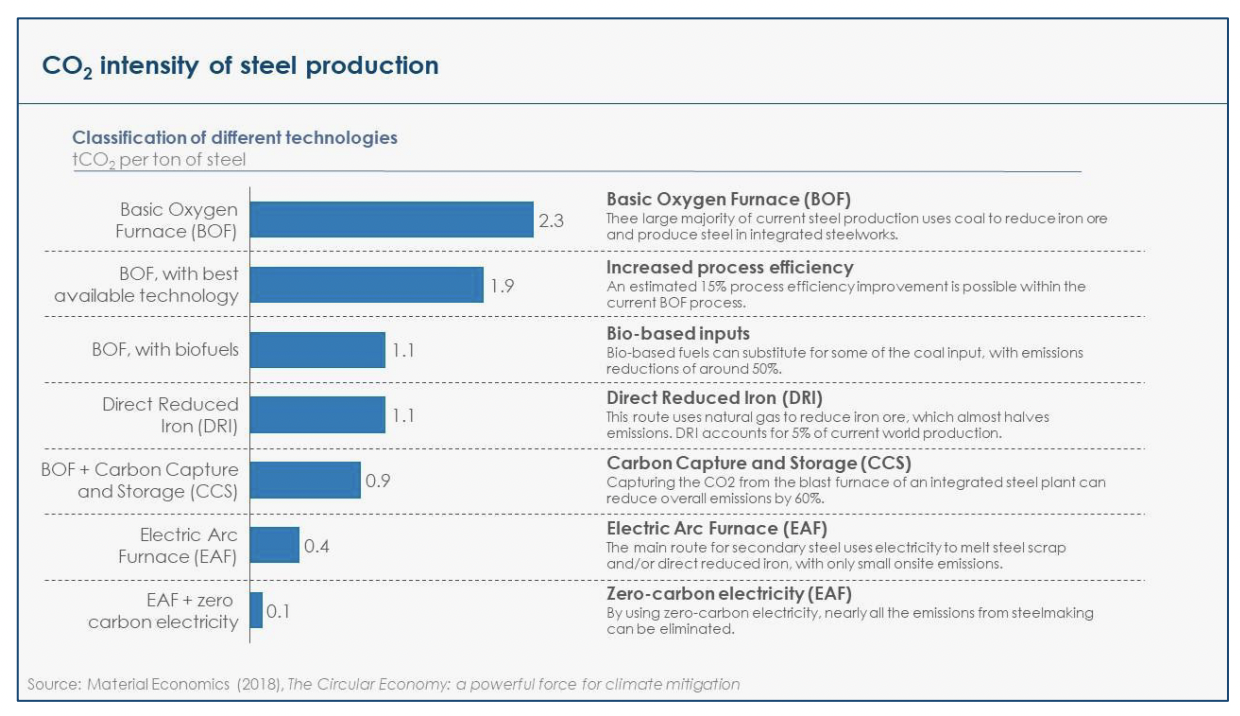 CO₂ intensity of steel production
Classification of different technologies
tCO₂ per ton of steel
Basic Oxygen
Furnace (BOF)
2.3
Basic Oxygen Furnace (BOF)
Thee large majority of current steel production uses coal to reduce iron ore
and produce steel in integrated steelworks.
BOF, with best
available technology
1.9
Increased process efficiency
An estimated 15% process efficiency improvement is possible within the
current BOF process.
BOF, with biofuels
1.1
Bio-based inputs
Bio-based fuels can substitute for some of the coal input, with emissions
reductions of around 50%.
Direct Reduced
Iron (DRI)
1.1
Direct Reduced Iron (DRI)
This route uses natural gas to reduce iron ore, which almost halves
emissions. DRI accounts for 5% of current world production.
BOF + Carbon Capture
and Storage (CCS)
0.9
Carbon Capture and Storage (CCS)
Capturing the CO2 from the blast furnace of an integrated steel plant can
reduce overall emissions by 60%.
Electric Arc
Furnace (EAF)
0.4
Electric Arc Furnace (EAF)
The main route for secondary steel uses electricity to melt steel scrap
and/or direct reduced iron, with only small onsite emissions.
EAF + zero
carbon electricity
0.1
Zero-carbon electricity (EAF)
By using zero-carbon electricity, nearly all the emissions from steelmaking
can be eliminated.
Source: Material Economics (2018), The Circular Economy: a powerful force for climate mitigation